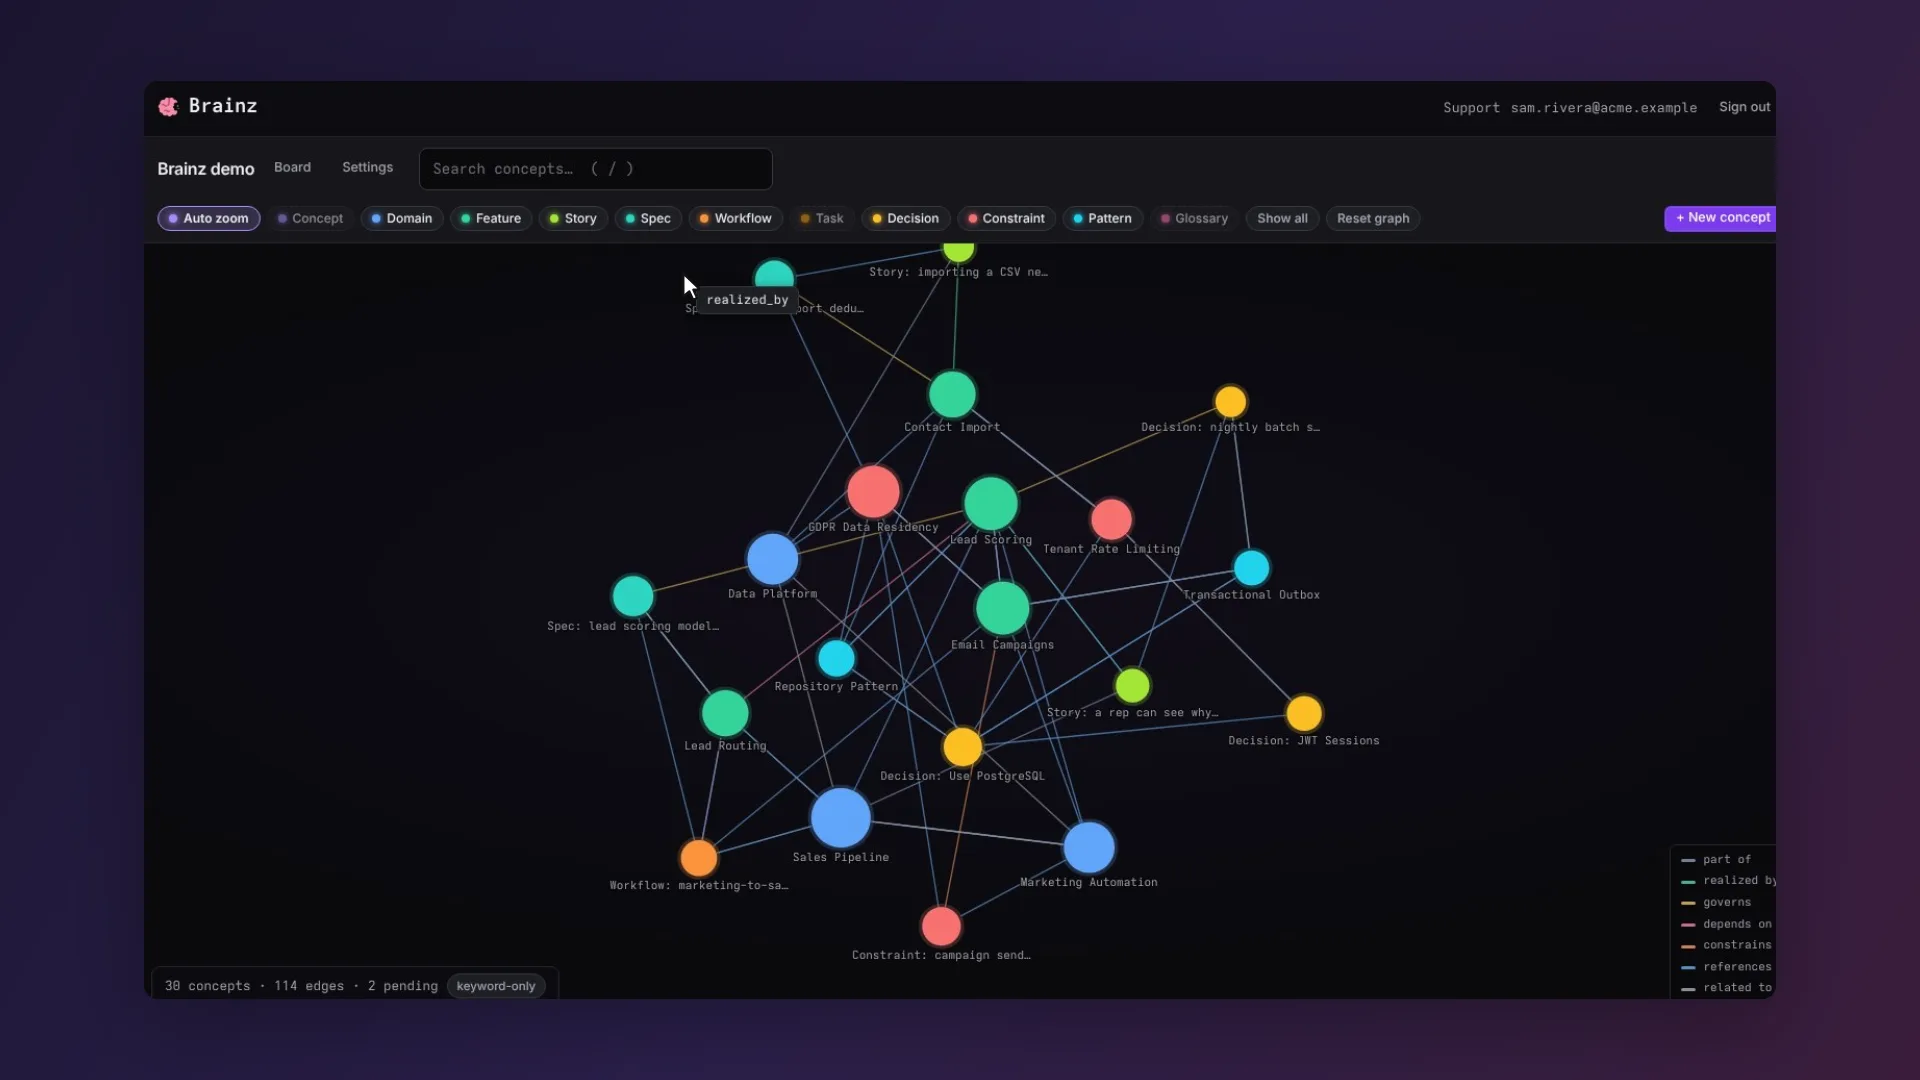 Brainz
Support sam.rivera@acme.example Sign out
Brainz demo Board Settings Search concepts… ( / )
Auto zoom Concept Domain Feature Story Spec Workflow Task Decision Constraint Pattern Glossary Show all Reset graph + New concept
Story: importing a CSV ne…
realized_by
Sp port dedu…
Contact Import
Decision: nightly batch s…
GDPR Data Residency
Lead Scoring
Tenant Rate Limiting
Data Platform
Transactional Outbox
Spec: lead scoring model…
Email Campaigns
Repository Pattern
Story: a rep can see why…
Lead Routing
Decision: JWT Sessions
Decision: Use PostgreSQL
Sales Pipeline
Marketing Automation
Workflow: marketing-to-sa…
Constraint: campaign send…
part of
realized by
governs
depends on
constrains
references
related to
30 concepts · 114 edges · 2 pending keyword-only